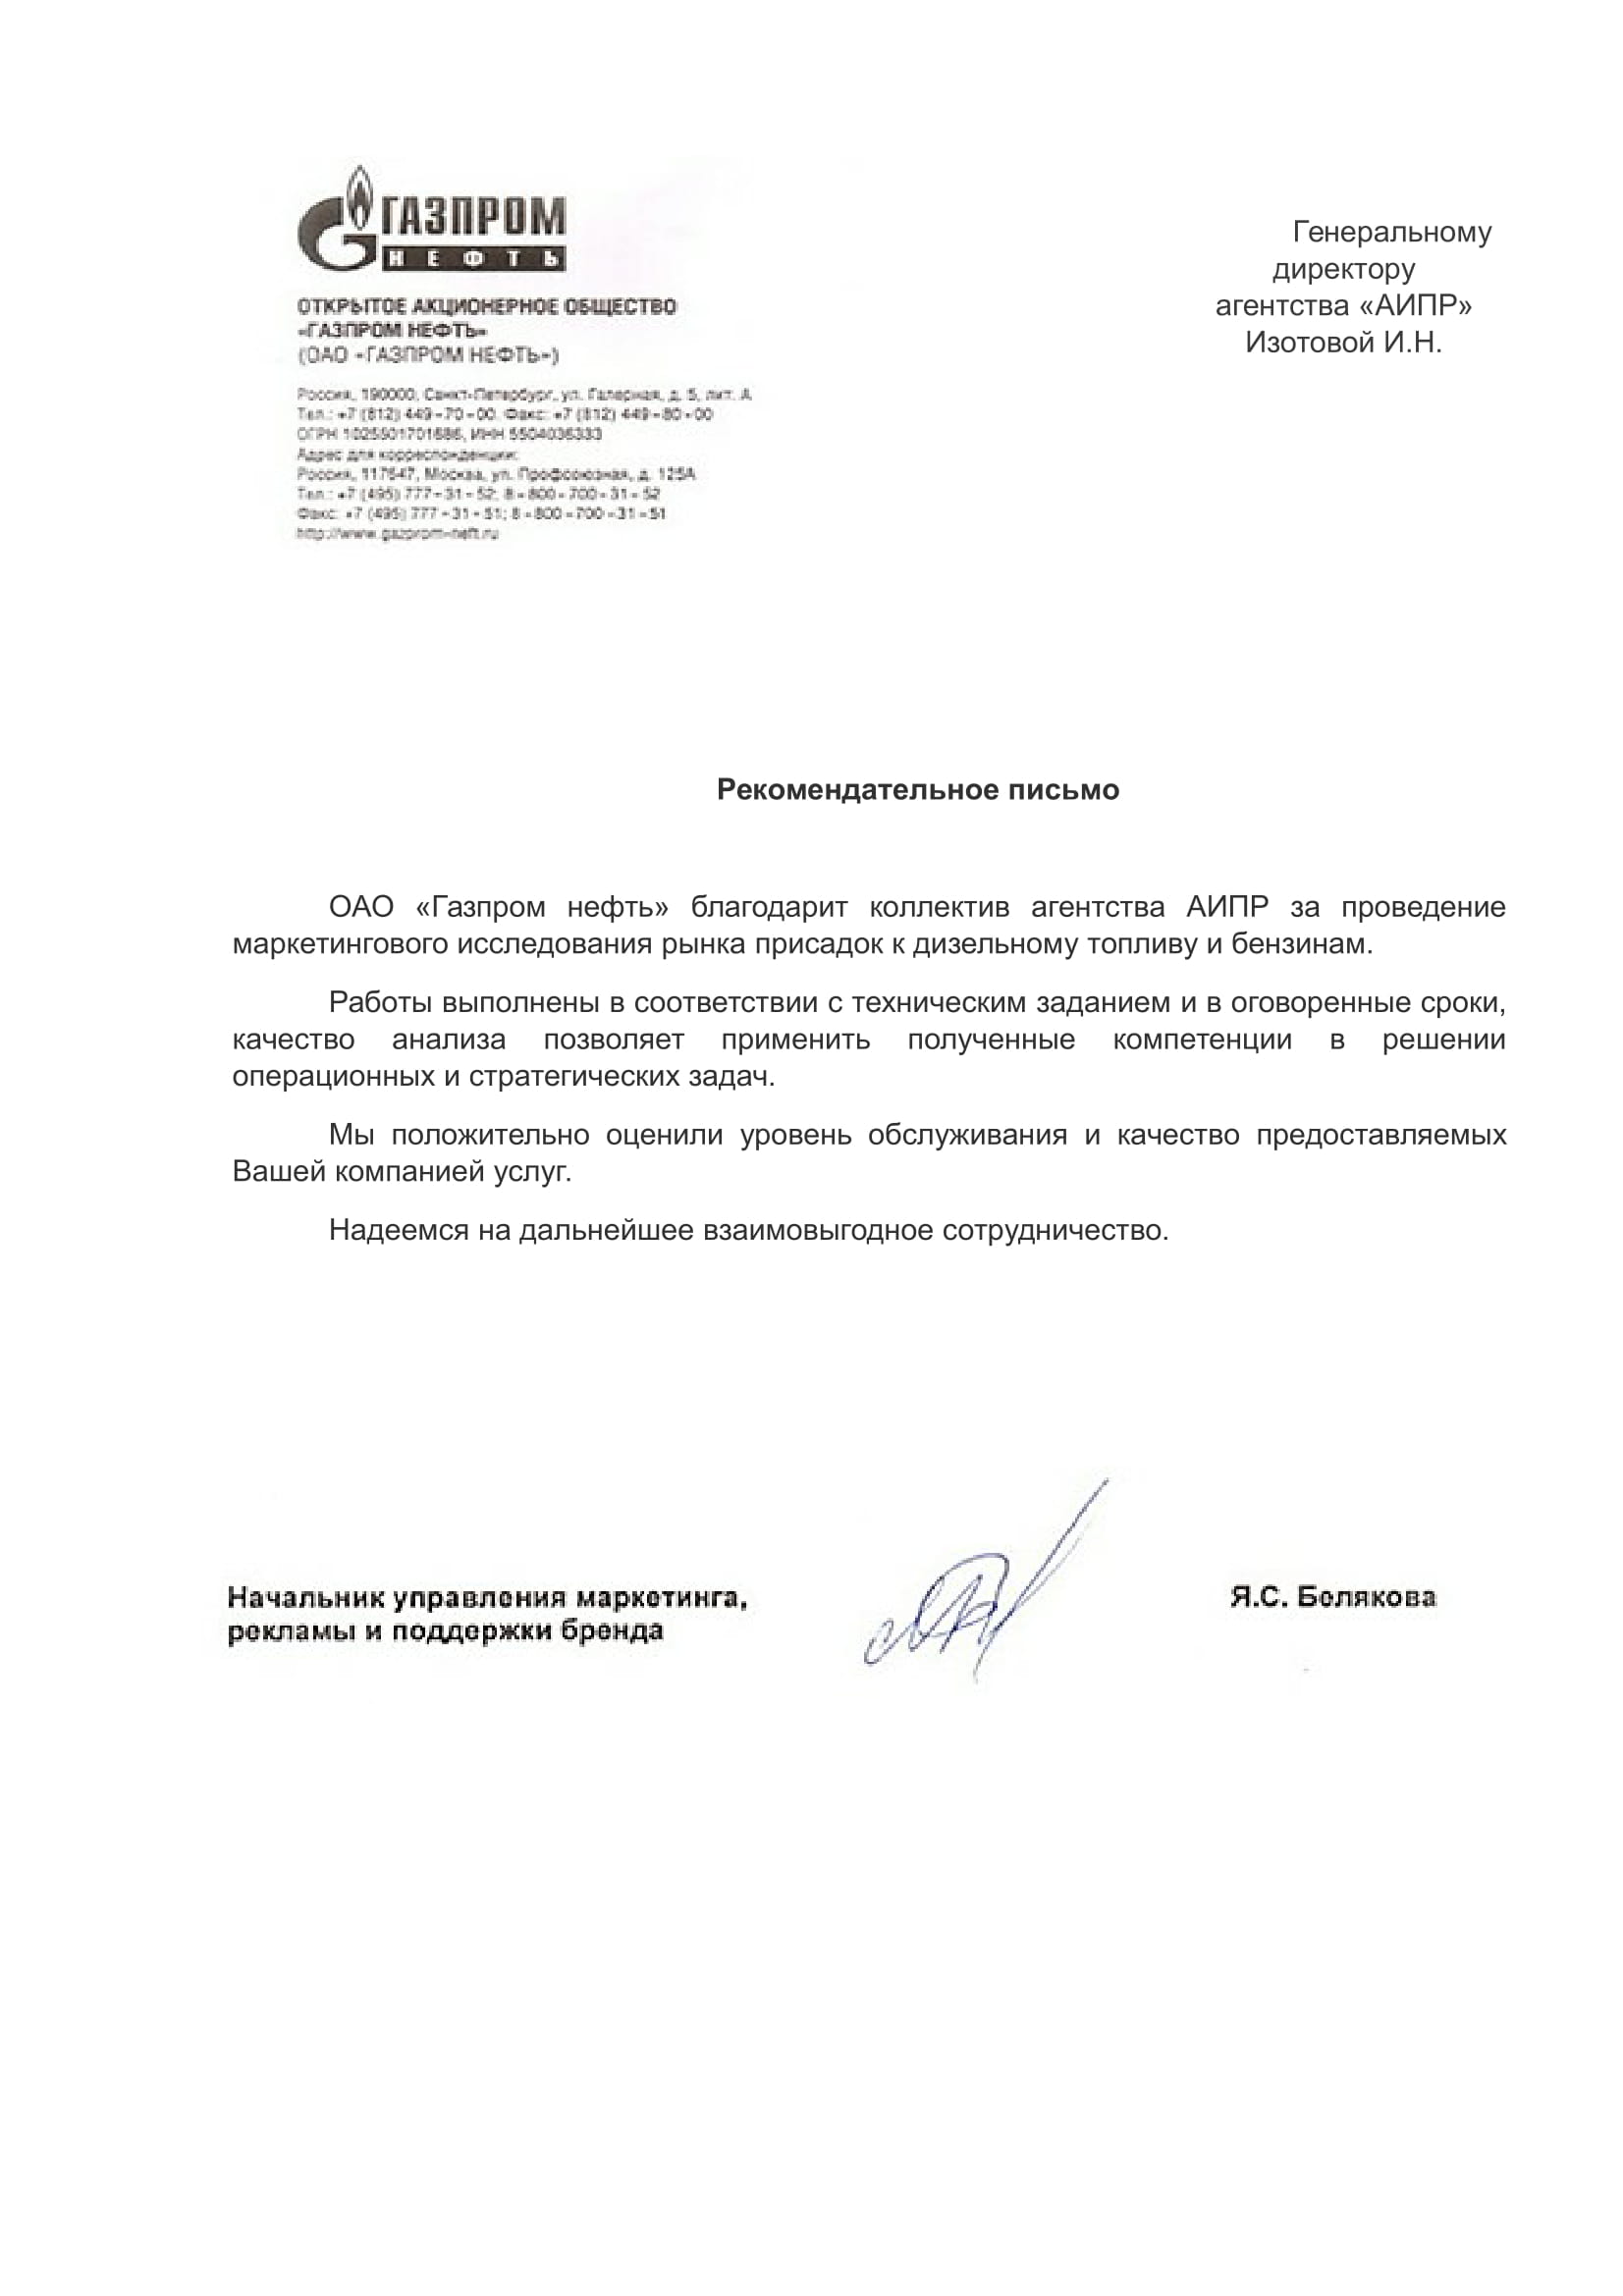 ГАЗПРОМ
НЕФТЬ
ОТКРЫТОЕ АКЦИОНЕРНОЕ ОБЩЕСТВО
«ГАЗПРОМ НЕФТЬ»
(ОАО «ГАЗПРОМ НЕФТЬ»)
Россия, 190000, Санкт-Петербург, ул. Галерная, д. 5, лит. А
Тел.: +7 (812) 449-70-00. Факс: +7 (812) 449-80-00
ОГРН 1025501701686, ИНН 5504036333
Адрес для корреспонденции:
Россия, 117647, Москва, ул. Профсоюзная, д. 125А
Тел.: +7 (495) 777-31-52; 8-800-700-31-52
Факс: +7 (495) 777-31-51; 8-800-700-31-51
http://www.gazprom-neft.ru
Генеральному
директору
агентства «АИПР»
Изотовой И.Н.
Рекомендательное письмо
ОАО «Газпром нефть» благодарит коллектив агентства АИПР за проведение
маркетингового исследования рынка присадок к дизельному топливу и бензинам.
Работы выполнены в соответствии с техническим заданием и в оговоренные сроки,
качество анализа позволяет применить полученные компетенции в решении
операционных и стратегических задач.
Мы положительно оценили уровень обслуживания и качество предоставляемых
Вашей компанией услуг.
Надеемся на дальнейшее взаимовыгодное сотрудничество.
Начальник управления маркетинга,
рекламы и поддержки бренда
Я.С. Белякова